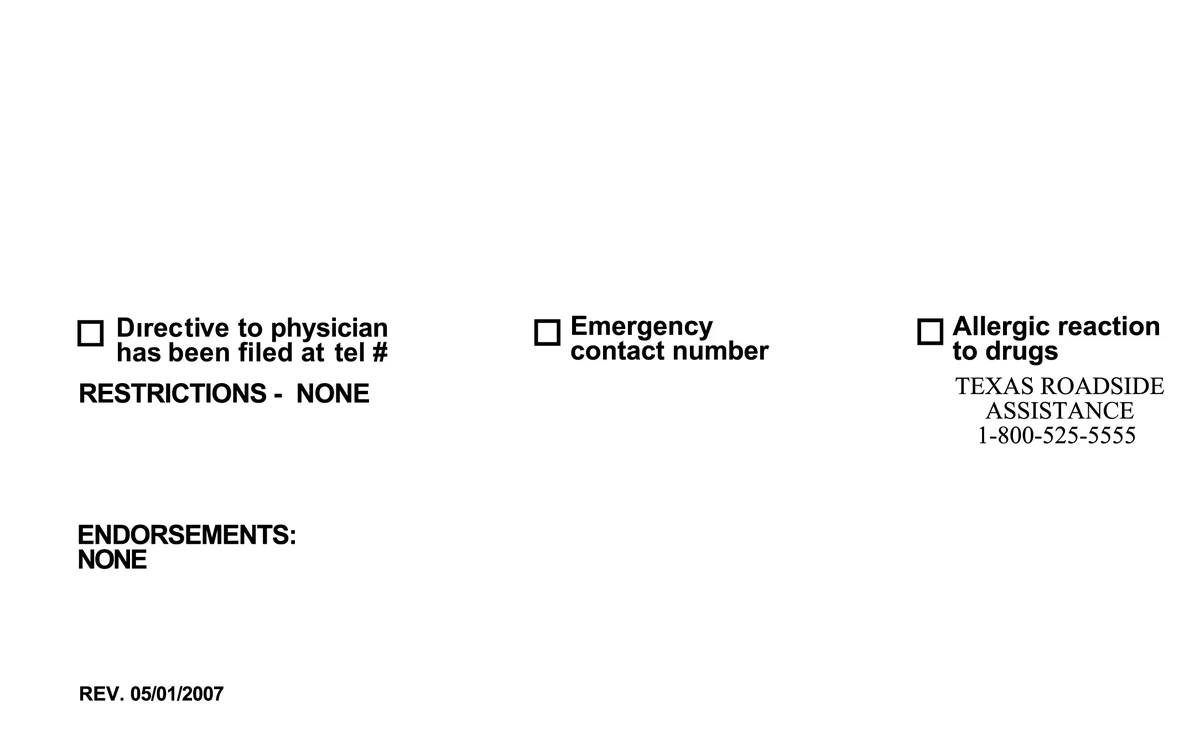 Directive to physician
has been filed at tel #
Emergency
contact number
Allergic reaction
to drugs
RESTRICTIONS - NONE
TEXAS ROADSIDE
ASSISTANCE
1-800-525-5555
ENDORSEMENTS:
NONE
REV. 05/01/2007